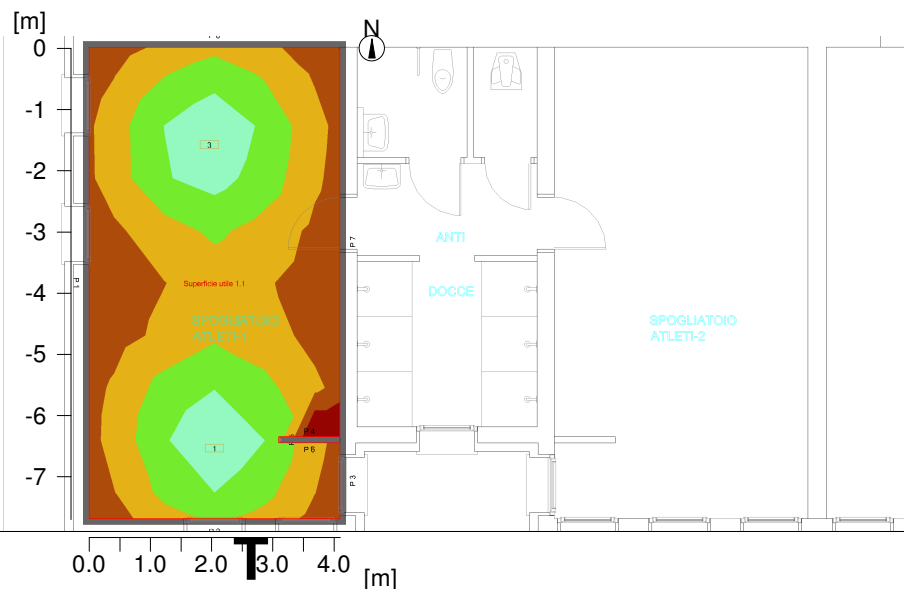 [m]
N
0
-1
-2
-3
-4
-5
-6
-7
3
P 7
ANTI
P 1
Superficie utile 1.1
DOCCE
SPOGLIATOIO
ATLETI-1
SPOGLIATOIO
ATLETI-2
P 4
P 6
1
P 3
0.0 1.0 2.0 3.0 4.0
[m]